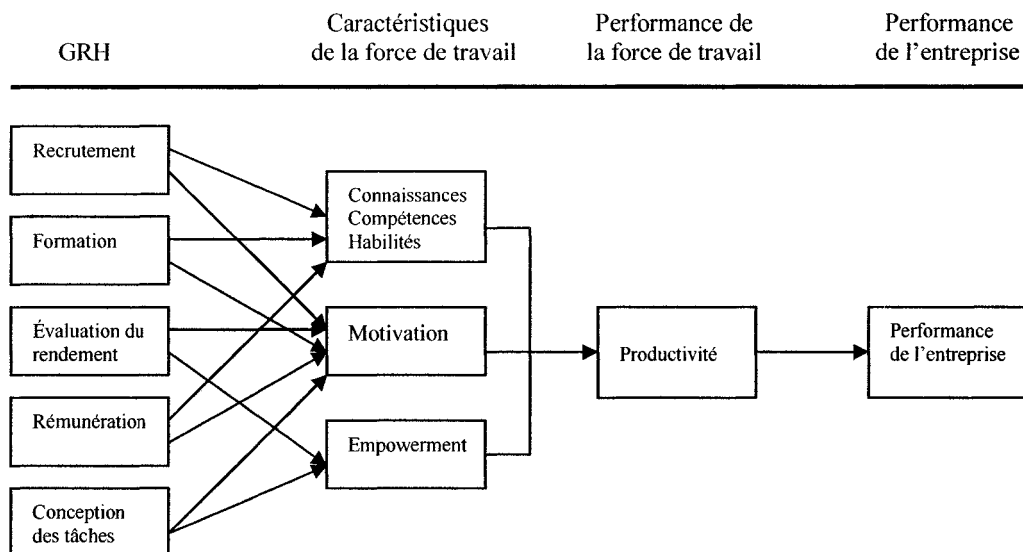 GRH
Caractéristiques
de la force de travail
Performance de
la force de travail
Performance
de l'entreprise
Recrutement
Formation
Évaluation du
rendement
Rémunération
Conception
des tâches
Connaissances
Compétences
Habilités
Motivation
Empowerment
Productivité
Performance
de l'entreprise